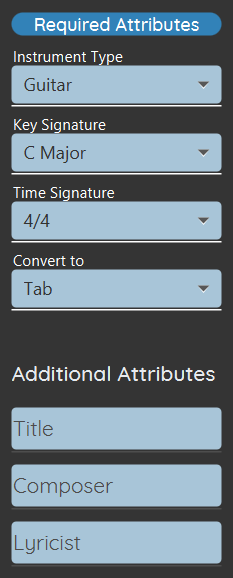 Required Attributes
Instrument Type
Guitar
Key Signature
C Major
Time Signature
4/4
Convert to
Tab
Additional Attributes
Title
Composer
Lyricist